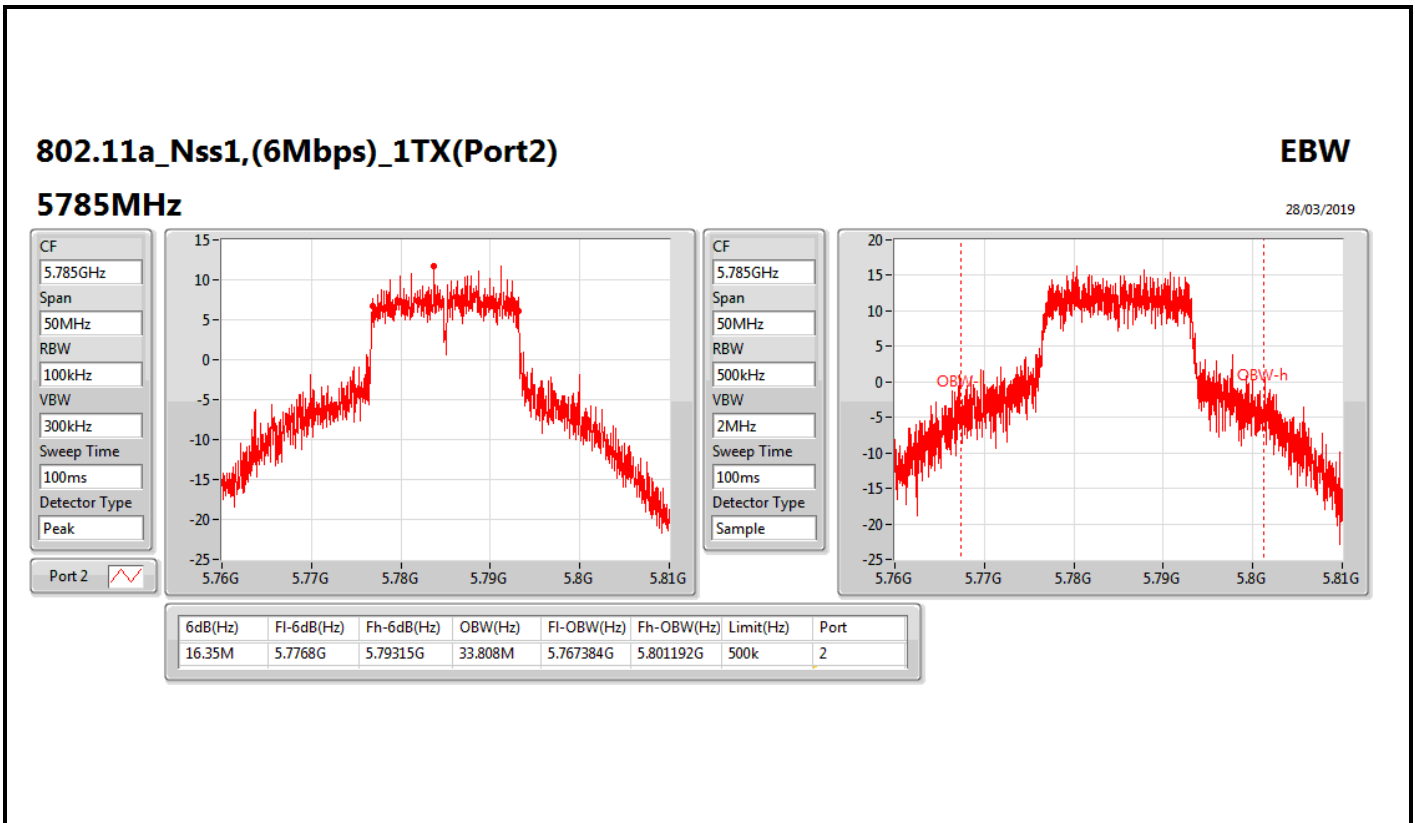 802.11a_Nss1,(6Mbps)_1TX(Port2)
EBW
5785MHz
28/03/2019
CF
5.785GHz
Span
50MHz
RBW
100kHz
VBW
300kHz
Sweep Time
100ms
Detector Type
Peak
Port 2
15
10
5
0
-5
-10
-15
-20
-25
5.76G 5.77G 5.78G 5.79G 5.8G 5.81G
CF
5.785GHz
Span
50MHz
RBW
500kHz
VBW
2MHz
Sweep Time
100ms
Detector Type
Sample
20
15
10
5
0
-5
-10
-15
-20
-25
OBW-l OBW-h
5.76G 5.77G 5.78G 5.79G 5.8G 5.81G
6dB(Hz) Fl-6dB(Hz) Fh-6dB(Hz) OBW(Hz) Fl-OBW(Hz) Fh-OBW(Hz) Limit(Hz) Port
16.35M 5.7768G 5.79315G 33.808M 5.767384G 5.801192G 500k 2